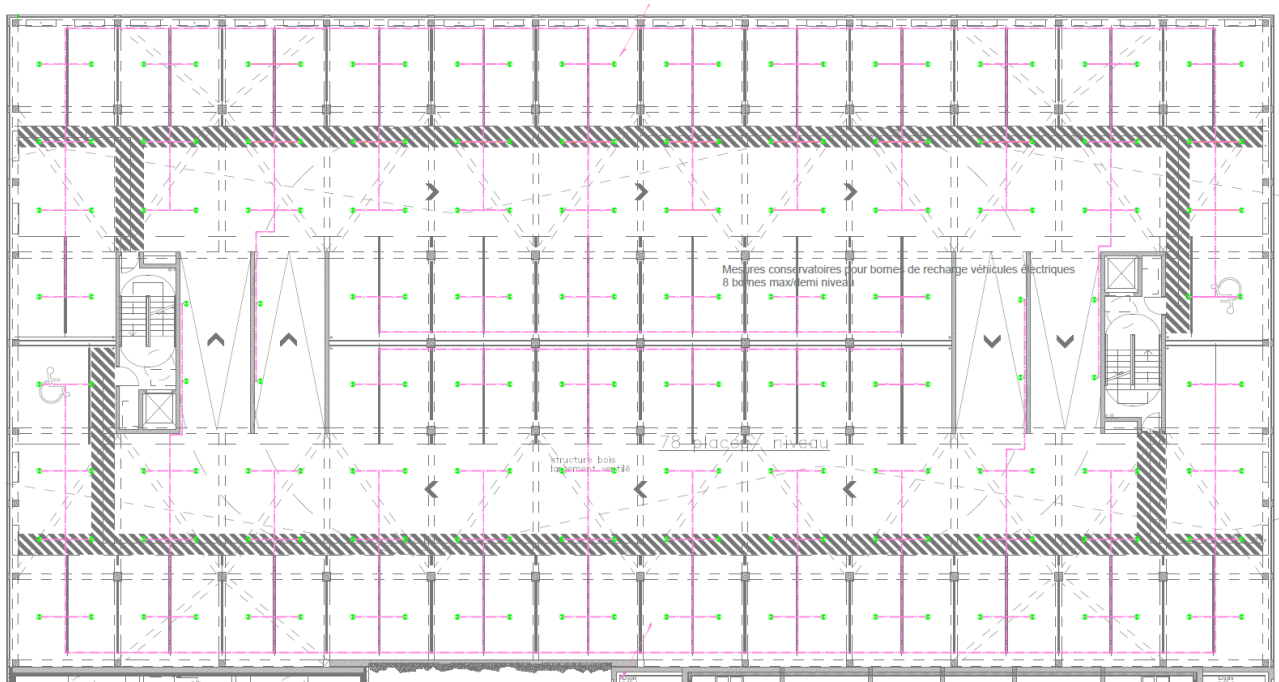 Mesures conservatoires pour bornes de recharge véhicules électriques
8 bornes max/demi niveau
78 places/ niveau
structure bois
largement ventilé